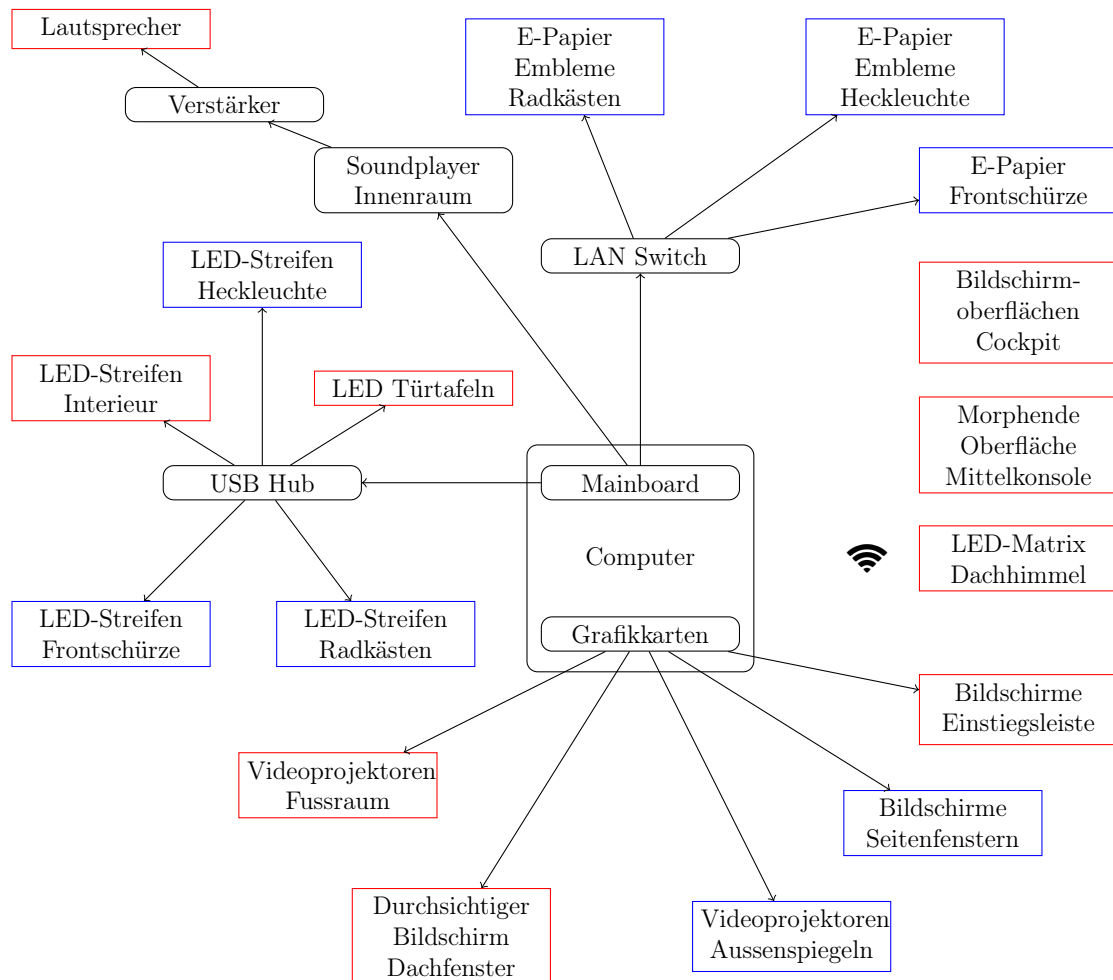 Lautsprecher
E-Papier
Embleme
Radkästen
E-Papier
Embleme
Heckleuchte
Verstärker
Soundplayer
Innenraum
E-Papier
Frontschürze
LAN Switch
LED-Streifen
Heckleuchte
Bildschirm-
oberflächen
Cockpit
LED-Streifen
Interieur
LED Türtafeln
Morphende
Oberfläche
Mittelkonsole
USB Hub
Mainboard
Computer
LED-Matrix
Dachhimmel
LED-Streifen
Frontschürze
LED-Streifen
Radkästen
Grafikkarten
Bildschirme
Einstiegsleiste
Videoprojektoren
Fussraum
Bildschirme
Seitenfenstern
Durchsichtiger
Bildschirm
Dachfenster
Videoprojektoren
Aussenspiegeln